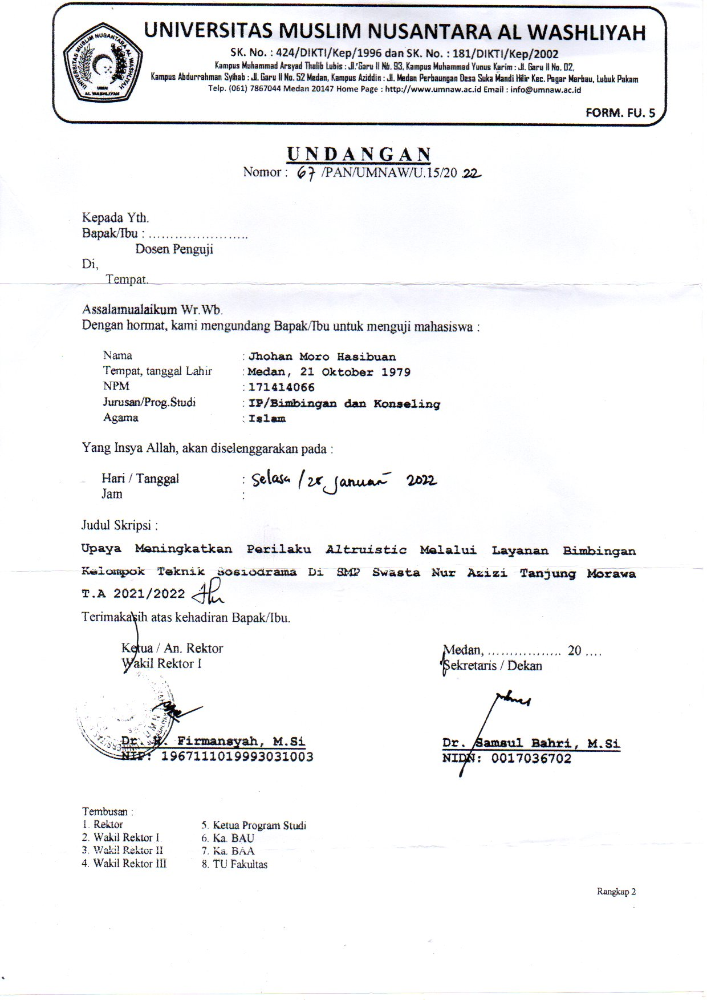 UNIVERSITAS MUSLIM NUSANTARA AL WASHLIYAH
SK. No. : 424/DIKTI/Kep/1996 dan SK. No. : 181/DIKTI/Kep/2002
Kampus Muhammad Arsyad Thalib Lubis : Jl. Garu II No. 93, Kampus Muhammad Yunus Karim : Jl. Garu II No. 02,
Kampus Abdurrahman Syihab : Jl. Garu II No. 52 Medan, Kampus Aziddin : Jl. Medan Perbaungan Desa Suka Mandi Hilir Kec. Pagar Merbau, Lubuk Pakam
Telp. (061) 7867044 Medan 20147 Home Page : http://www.umnaw.ac.id Email : info@umnaw.ac.id
FORM. FU. 5
UNIVERSITAS MUSLIM NUSANTARA AL WASHLIYAH
UMN
AL WASHLIYAH
UNDANGAN
Nomor : 67 /PAN/UMNAW/U.15/20 22
Kepada Yth.
Bapak/Ibu : .......................
Dosen Penguji
Di,
Tempat.
Assalamualaikum Wr.Wb.
Dengan hormat, kami mengundang Bapak/Ibu untuk menguji mahasiswa :
Nama : Jhohan Moro Hasibuan
Tempat, tanggal Lahir : Medan, 21 Oktober 1979
NPM : 171414066
Jurusan/Prog.Studi : IP/Bimbingan dan Konseling
Agama : Islam
Yang Insya Allah, akan diselenggarakan pada :
Hari / Tanggal : Selasa / 25 Januari 2022
Jam :
Judul Skripsi :
Upaya Meningkatkan Perilaku Altruistic Melalui Layanan Bimbingan
Kelompok Teknik Sosiodrama Di SMP Swasta Nur Azizi Tanjung Morawa
T.A 2021/2022
Terimakasih atas kehadiran Bapak/Ibu.
Ketua / An. Rektor
Wakil Rektor I
Dr. H. Firmansyah, M.Si
NIP: 1967111019993031003
Medan, ................. 20 ....
Sekretaris / Dekan
Dr. Samsul Bahri, M.Si
NIDN: 0017036702
Tembusan :
1. Rektor
2. Wakil Rektor I
3. Wakil Rektor II
4. Wakil Rektor III
5. Ketua Program Studi
6. Ka. BAU
7. Ka. BAA
8. TU Fakultas
Rangkap 2